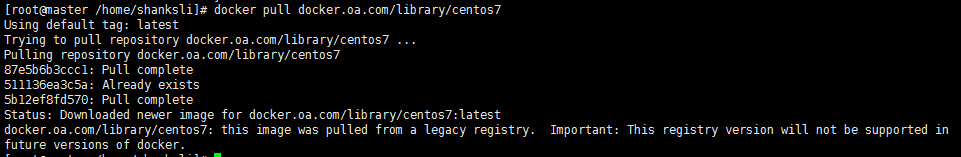 [root@master /home/shanksli]# docker pull docker.oa.com/library/centos7
Using default tag: latest
Trying to pull repository docker.oa.com/library/centos7 ...
Pulling repository docker.oa.com/library/centos7
87e5b6b3ccc1: Pull complete
511136ea3c5a: Already exists
5b12ef8fd570: Pull complete
Status: Downloaded newer image for docker.oa.com/library/centos7:latest
docker.oa.com/library/centos7: this image was pulled from a legacy registry.  Important: This registry version will not be supported in
future versions of docker.
[root@master /home/shanksli]#